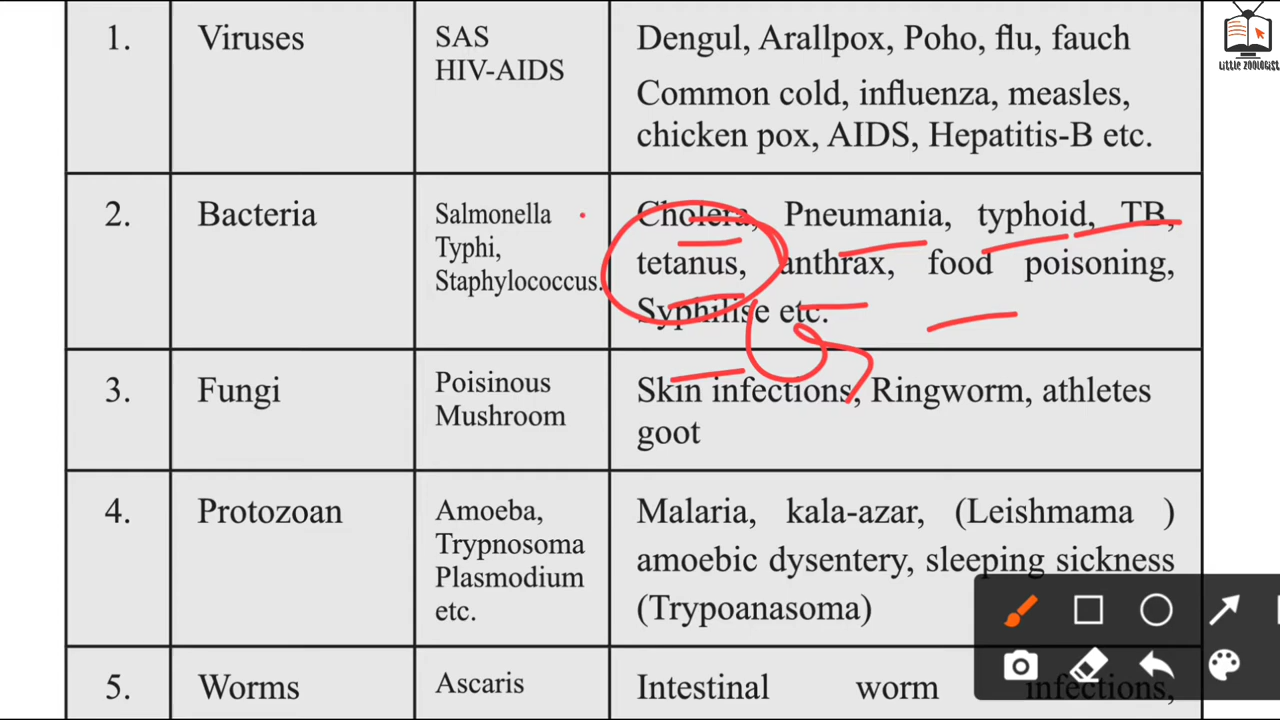 1. Viruses SAS Dengul, Arallpox, Poho, flu, fauch
HIV-AIDS
Common cold, influenza, measles,
chicken pox, AIDS, Hepatitis-B etc.
2. Bacteria Salmonella Cholera, Pneumania, typhoid, TB,
Typhi, tetanus, anthrax, food poisoning,
Staphylococcus. Syphilise etc.
3. Fungi Poisinous Skin infections, Ringworm, athletes
Mushroom goot
4. Protozoan Amoeba, Malaria, kala-azar, (Leishmama )
Trypnosoma amoebic dysentery, sleeping sickness
Plasmodium (Trypoanasoma)
etc.
5. Worms Ascaris Intestinal worm infections,
LITTLE ZOOLOGIST